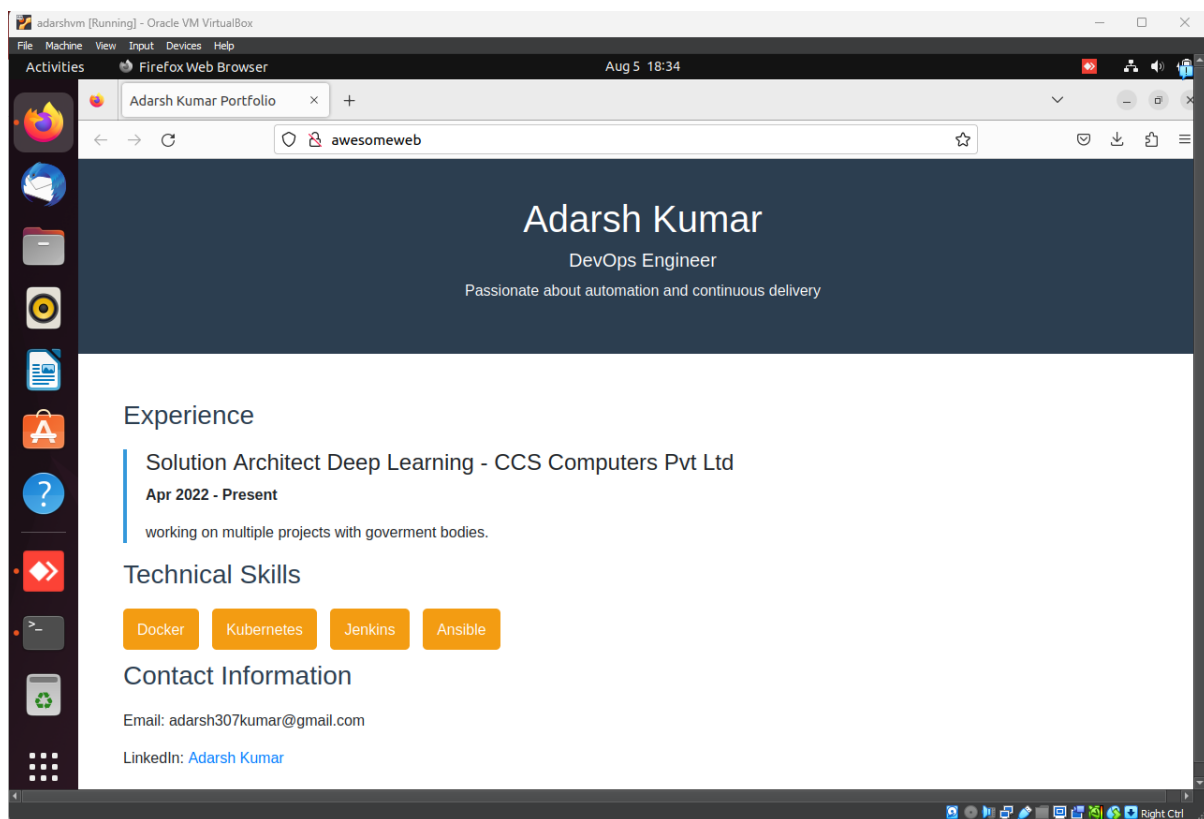 adarshvm [Running] - Oracle VM VirtualBox
File Machine View Input Devices Help
Activities Firefox Web Browser Aug 5 18:34
Adarsh Kumar Portfolio
awesomeweb
Adarsh Kumar
DevOps Engineer
Passionate about automation and continuous delivery
Experience
Solution Architect Deep Learning - CCS Computers Pvt Ltd
Apr 2022 - Present
working on multiple projects with goverment bodies.
Technical Skills
Docker Kubernetes Jenkins Ansible
Contact Information
Email: adarsh307kumar@gmail.com
LinkedIn: Adarsh Kumar
Right Ctrl